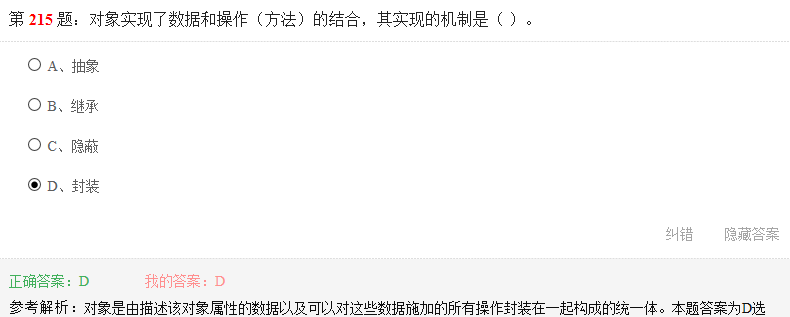 第 215 题：对象实现了数据和操作（方法）的结合，其实现的机制是（ ）。
A、抽象
B、继承
C、隐蔽
D、封装
纠错 隐藏答案
正确答案：D 我的答案：D
参考解析：对象是由描述该对象属性的数据以及可以对这些数据施加的所有操作封装在一起构成的统一体。本题答案为D选